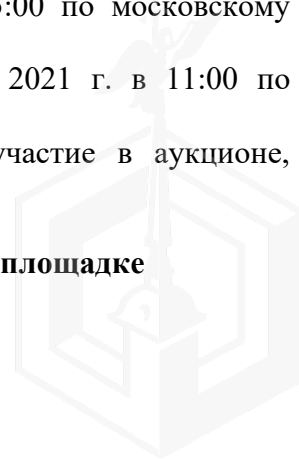 :00 по московскому
2021 г. в 11:00 по
участие в аукционе,
площадке